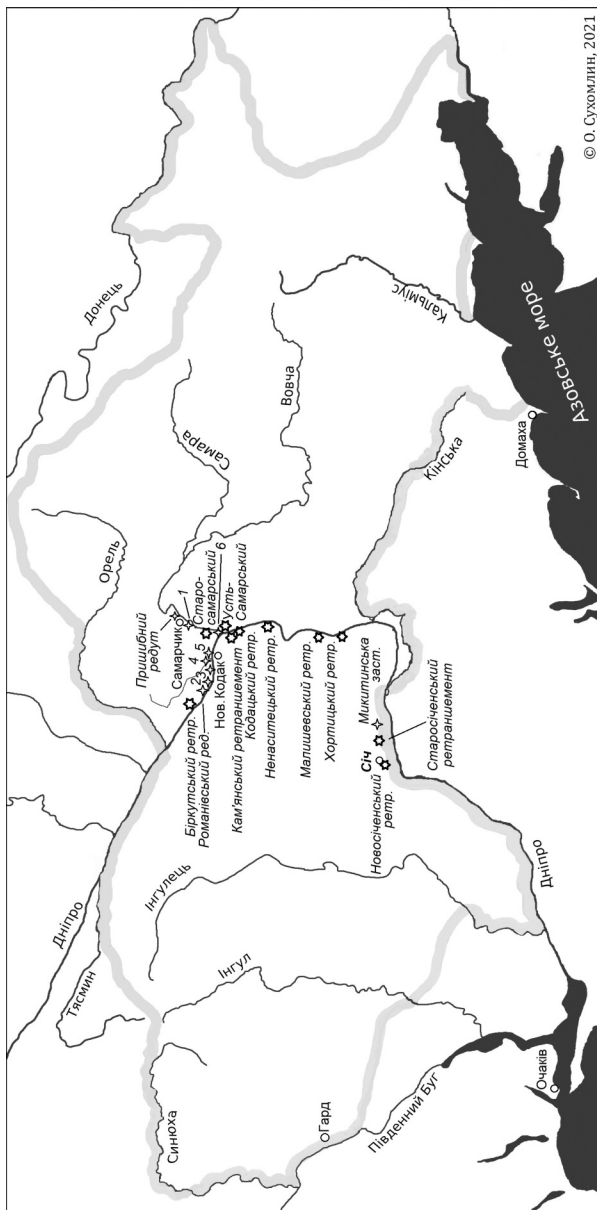 Дніпро
Тясмин
Синюха
Гард
Південний Буг
Очаків
Інгул
Інгулець
Дніпро
Орель
Донець
Самара
Вовча
Кальміус
Кінська
Домаха
Азовське море
Пришибний
редут
Самарчик
1
2
3
4
5
Старо-
самарський
6
Усть-
Самарський
Біркутський ретр.
Романівський ред.
Нов. Кодак
Кам'янський ретраншемент
Кодацький ретр.
Ненаситецький ретр.
Малишевський ретр.
Хортицький ретр.
Микитинська
заст.
Січ
Новосіченський
ретр.
Старосіченський
ретраншемент
© О. Сухомлин, 2021